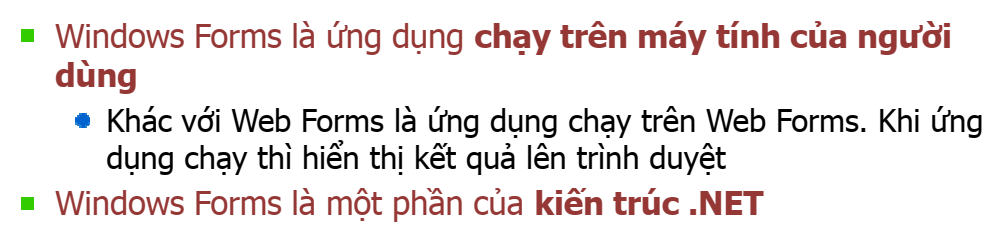 Windows Forms là ứng dụng chạy trên máy tính của người
dùng
Khác với Web Forms là ứng dụng chạy trên Web Forms. Khi ứng
dụng chạy thì hiển thị kết quả lên trình duyệt
Windows Forms là một phần của kiến trúc .NET